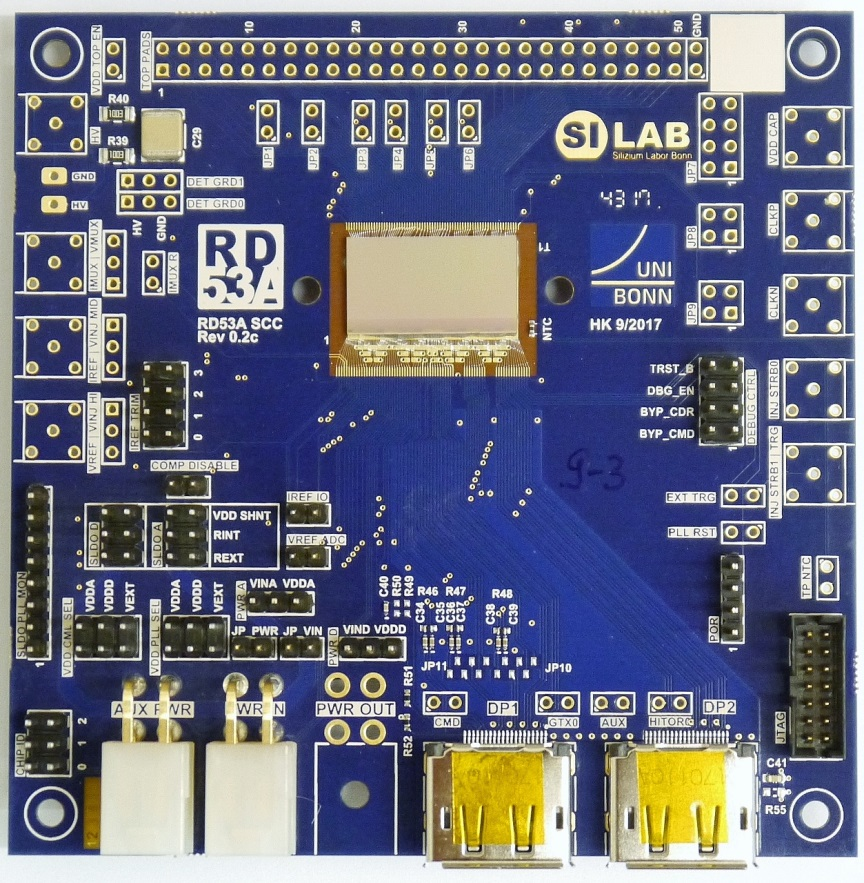 10 20 30 40 50 GND
VDD TOP EN
TOP PADS
1
R40
HV
R39
C29
JP1 JP2 JP3 JP4 JP5 JP6
SI LAB
Silizium Labor Bonn
JP7
1
VDD CAP
GND
HV
DET GRD1
DET GRD0
HV GND
4317
JP8
CLKP
IMUX | VMUX
IMUX R
RD
53A
T1
UNI
BONN
JP9
1
CLKN
RD53A SCC
Rev 0.2c
1
NTC
HK 9/2017
IREF | VINJ MID
IREF TRIM
3
2
1
0
TRST_B
DBG_EN
BYP_CDR
BYP_CMD
DEBUG CTRL
INJ STRB0
VREF | VINJ HI
INJ STRB1 | TRG
COMP DISABLE
9-3
EXT TRG
IREF IO
SLDO D
SLDO A
VDD SHNT
RINT
REXT
VREF ADC
PLL RST
SLDO PLL MON
1
VDDA VDDD VEXT
VDD CML SEL
VDDA VDDD VEXT
VDD PLL SEL
VINA VDDA
PWR A
C40 R50 R49
R46 R47 R48
C34 C35 C36 C37 C38 C39
POR
1
TP NTC
JP_PWR JP_VIN
VIND VDDD
PWR D
JP11 JP10
R51
AUX PWR
PWR IN
PWR OUT
R52
CMD
DP1
GTX0
AUX
HITOR
DP2
JTAG
CHIP ID
2
1
0
C41
R55
12